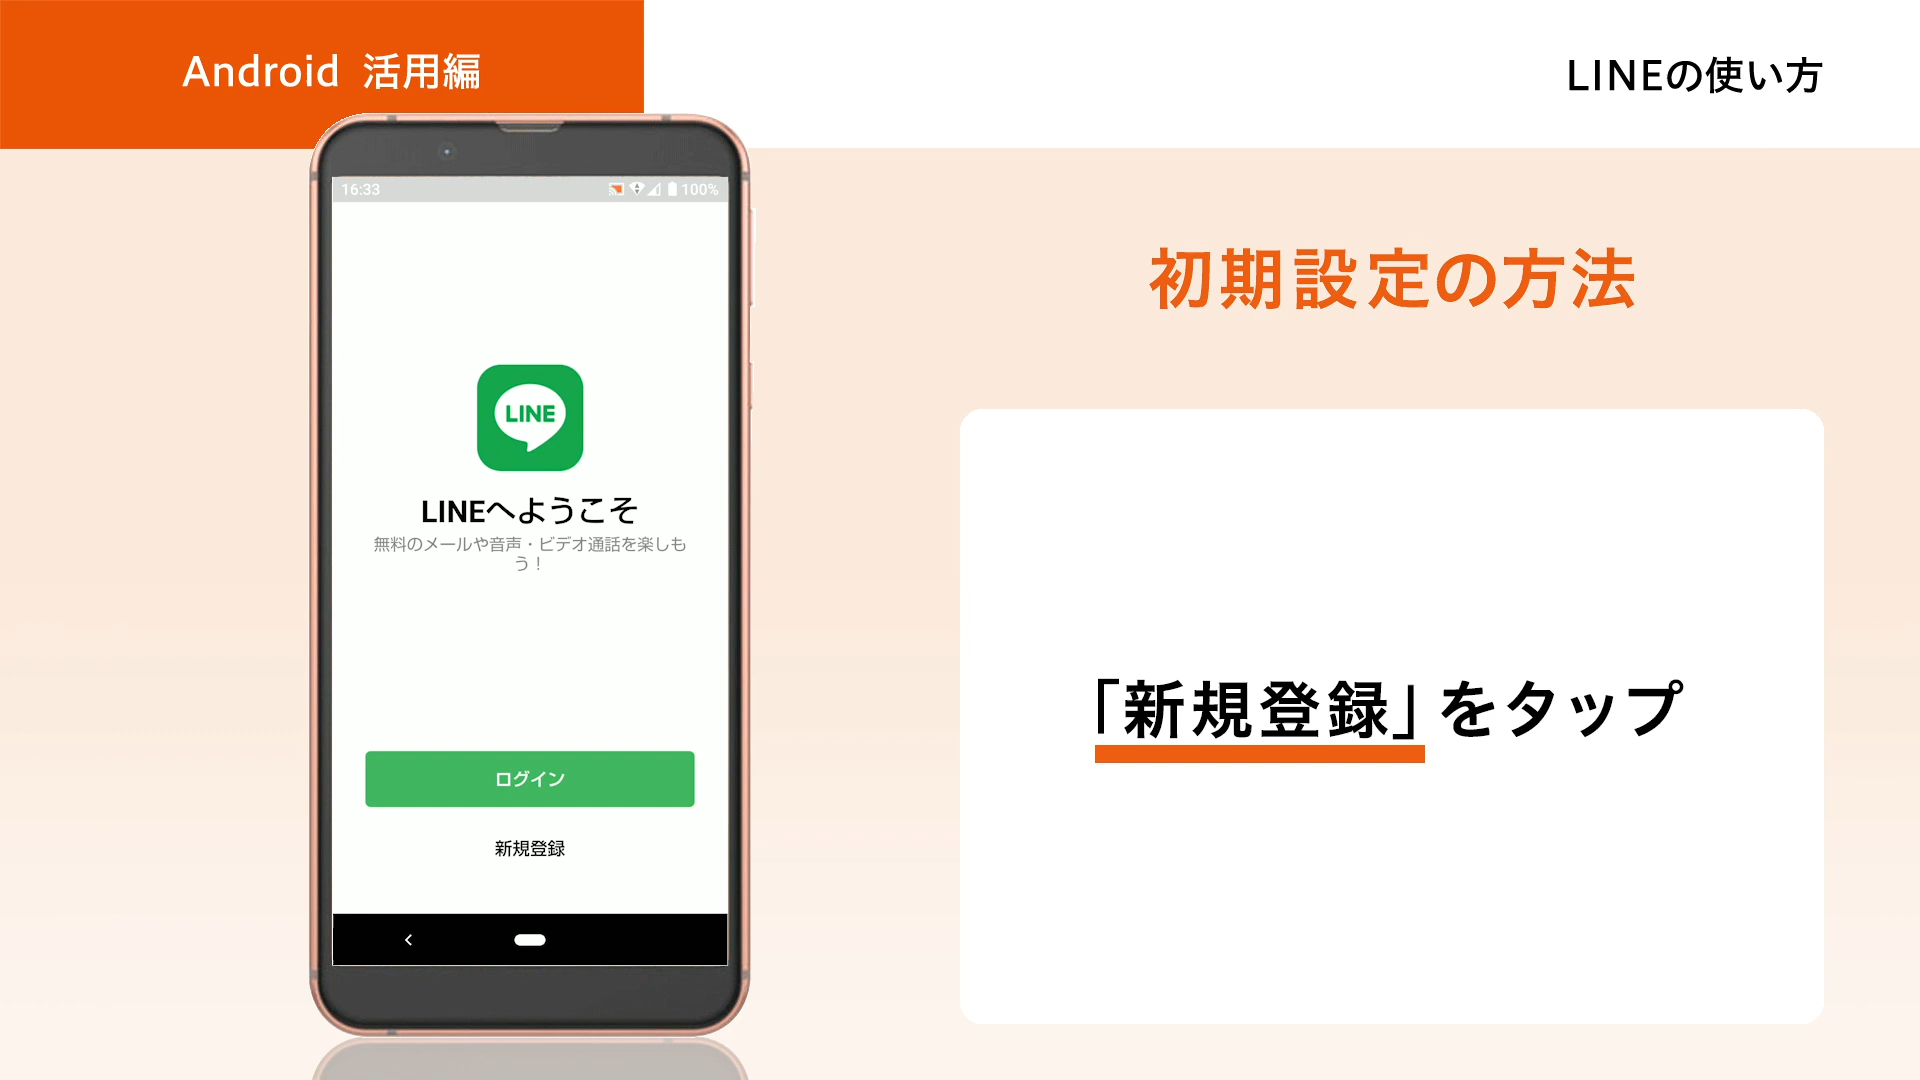 Android 活用編
LINEの使い方
16:33
100%
LINE
LINEへようこそ
無料のメールや音声・ビデオ通話を楽しも
う！
ログイン
新規登録
初期設定の方法
「新規登録」をタップ